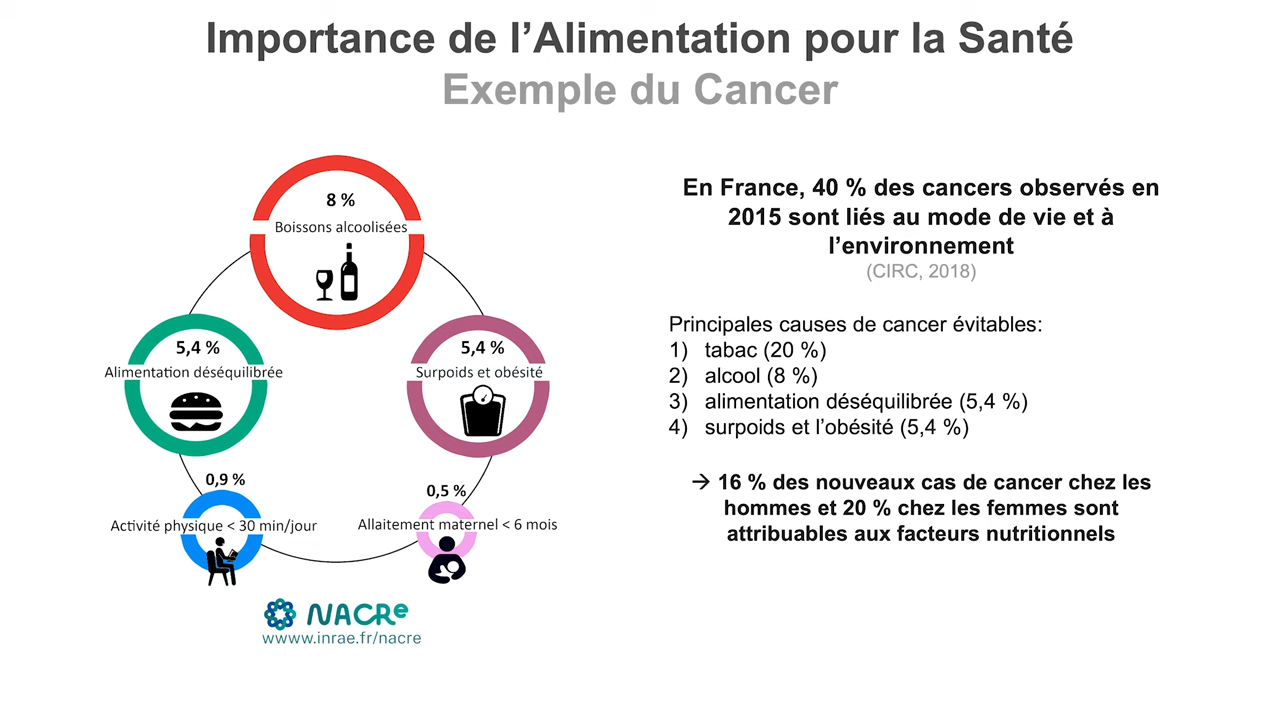 Importance de l’Alimentation pour la Santé
Exemple du Cancer
8 %
Boissons alcoolisées
5,4 %
Alimentation déséquilibrée
5,4 %
Surpoids et obésité
0,9 %
Activité physique < 30 min/jour
0,5 %
Allaitement maternel < 6 mois
NACRe
wwww.inrae.fr/nacre
En France, 40 % des cancers observés en
2015 sont liés au mode de vie et à
l’environnement
(CIRC, 2018)
Principales causes de cancer évitables:
1) tabac (20 %)
2) alcool (8 %)
3) alimentation déséquilibrée (5,4 %)
4) surpoids et l’obésité (5,4 %)
→ 16 % des nouveaux cas de cancer chez les
hommes et 20 % chez les femmes sont
attribuables aux facteurs nutritionnels